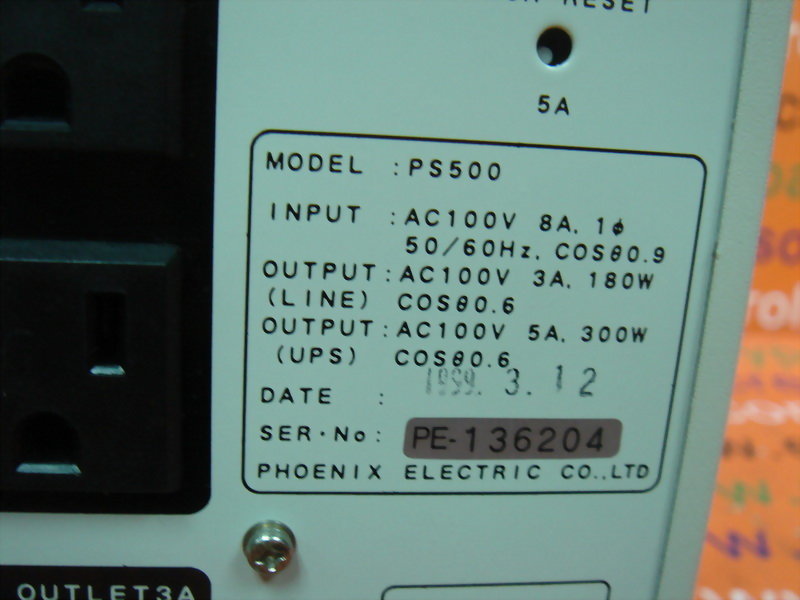 RESET
5A
MODEL : PS500
INPUT : AC100V 8A, 1φ
50/60Hz, COSθ0.9
OUTPUT : AC100V 3A, 180W
(LINE) COSθ0.6
OUTPUT : AC100V 5A, 300W
(UPS) COSθ0.6
DATE : 1999. 3. 12
SER·No : PE-136204
PHOENIX ELECTRIC CO.,LTD
OUTLET3A